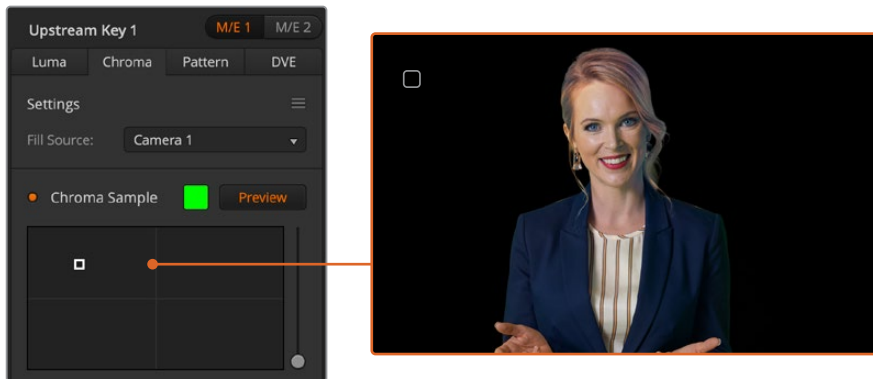 Upstream Key 1
M/E 1 M/E 2
Luma Chroma Pattern DVE
Settings
Fill Source: Camera 1
Chroma Sample Preview